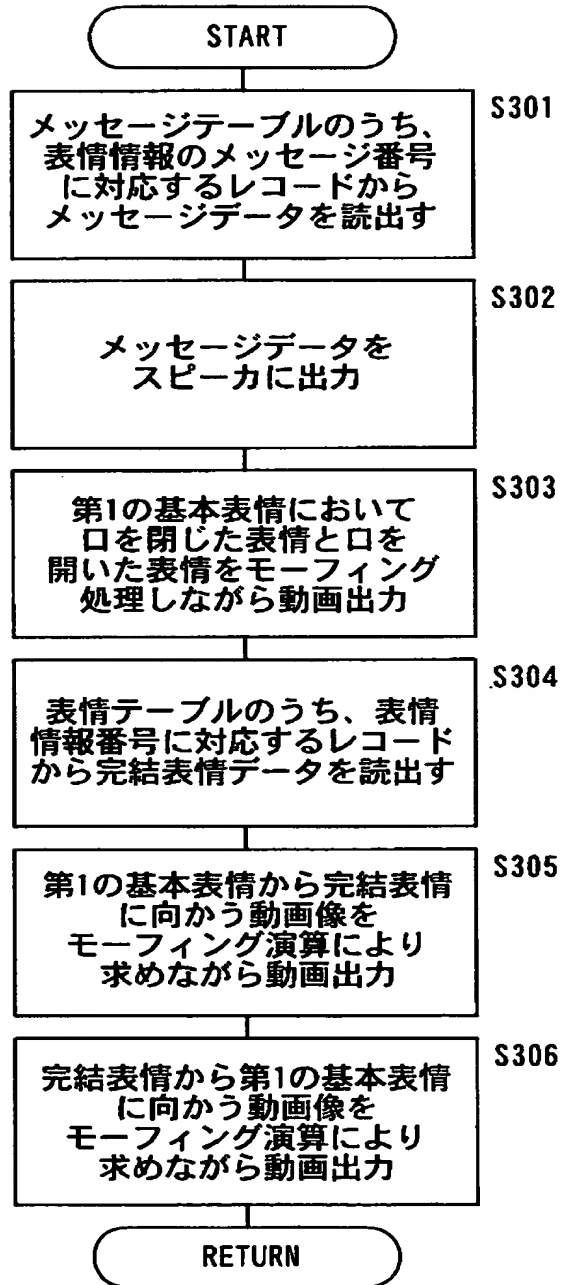 START
S301
メッセージテーブルのうち、
表情情報のメッセージ番号
に対応するレコードから
メッセージデータを読出す
S302
メッセージデータを
スピーカに出力
S303
第1の基本表情において
口を閉じた表情と口を
開いた表情をモーフィング
処理しながら動画出力
S304
表情テーブルのうち、表情
情報番号に対応するレコード
から完結表情データを読出す
S305
第1の基本表情から完結表情
に向かう動画像を
モーフィング演算により
求めながら動画出力
S306
完結表情から第1の基本表情
に向かう動画像を
モーフィング演算により
求めながら動画出力
RETURN